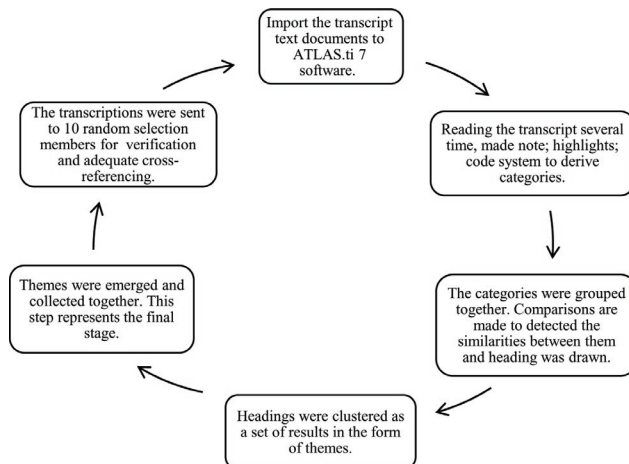 Import the transcript
text documents to
ATLAS.ti 7
software.
Reading the transcript several
time, made note; highlights;
code system to derive
categories.
The categories were grouped
together. Comparisons are
made to detected the
similarities between them
and heading was drawn.
Headings were clustered as
a set of results in the form
of themes.
Themes were emerged and
collected together. This
step represents the final
stage.
The transcriptions were sent
to 10 random selection
members for verification
and adequate cross-
referencing.